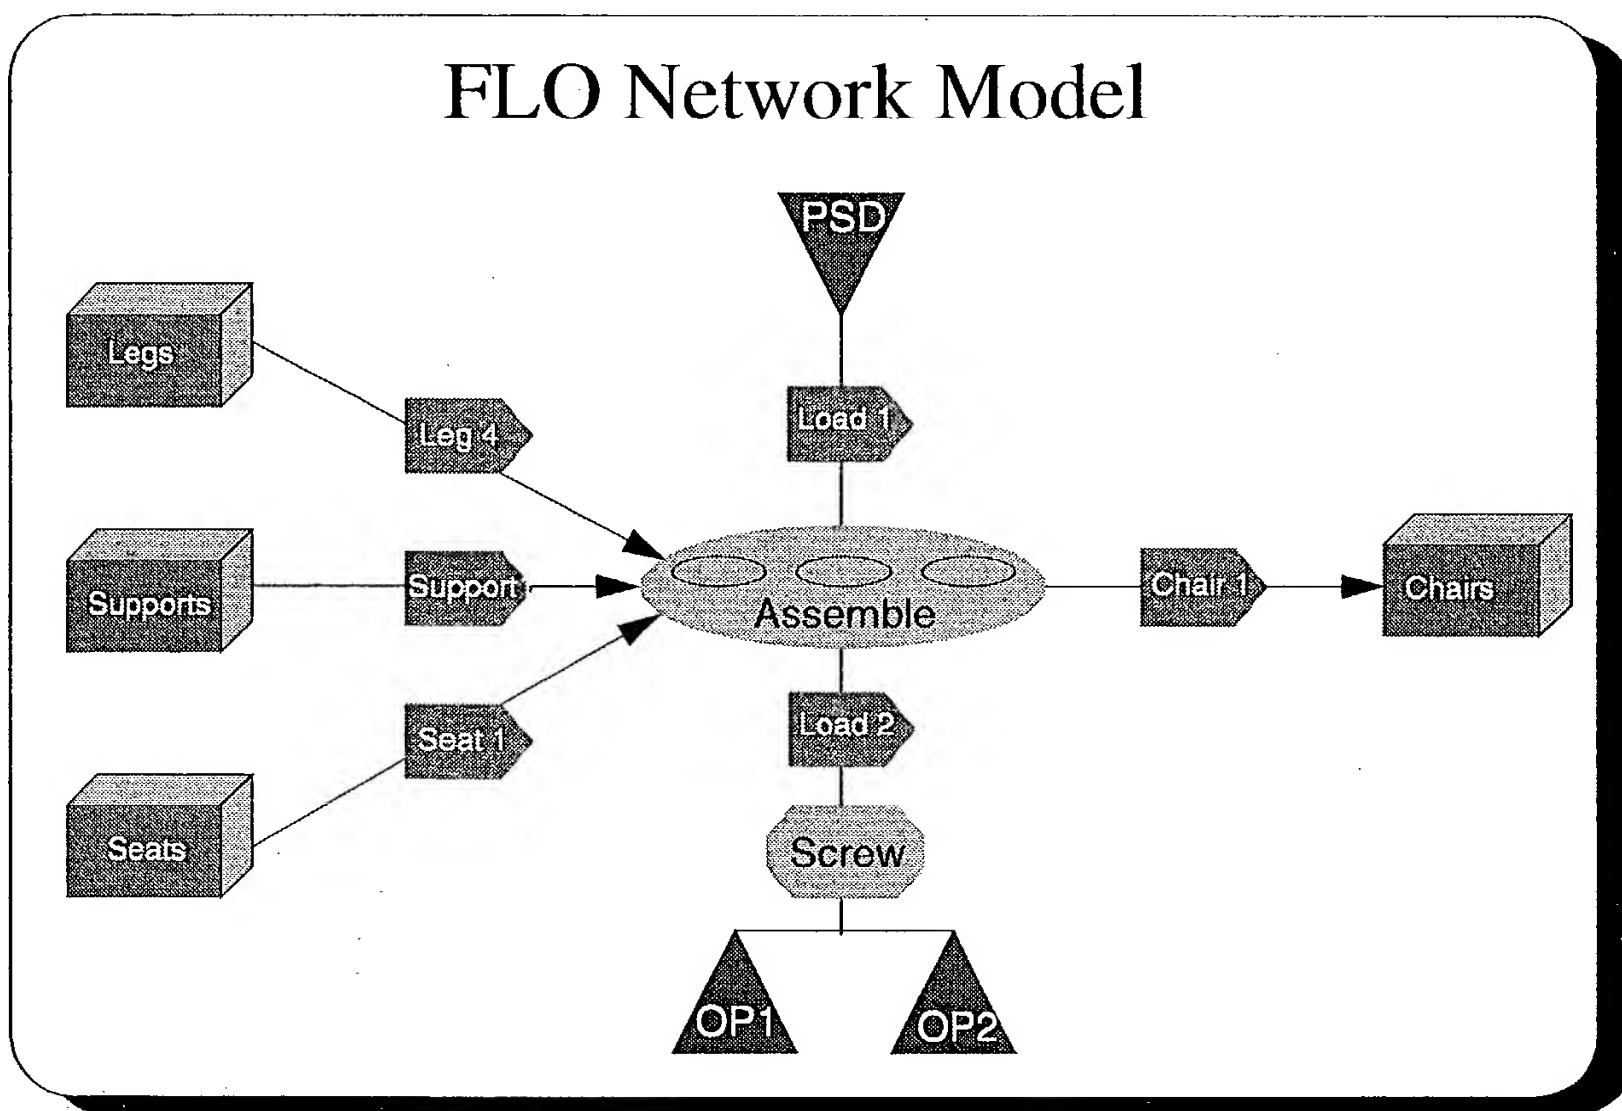 FLO Network Model
PSD
Legs
Leg 4
Load 1
Supports
Support
Assemble
Chair 1
Chairs
Seat 1
Load 2
Seats
Screw
OP1
OP2